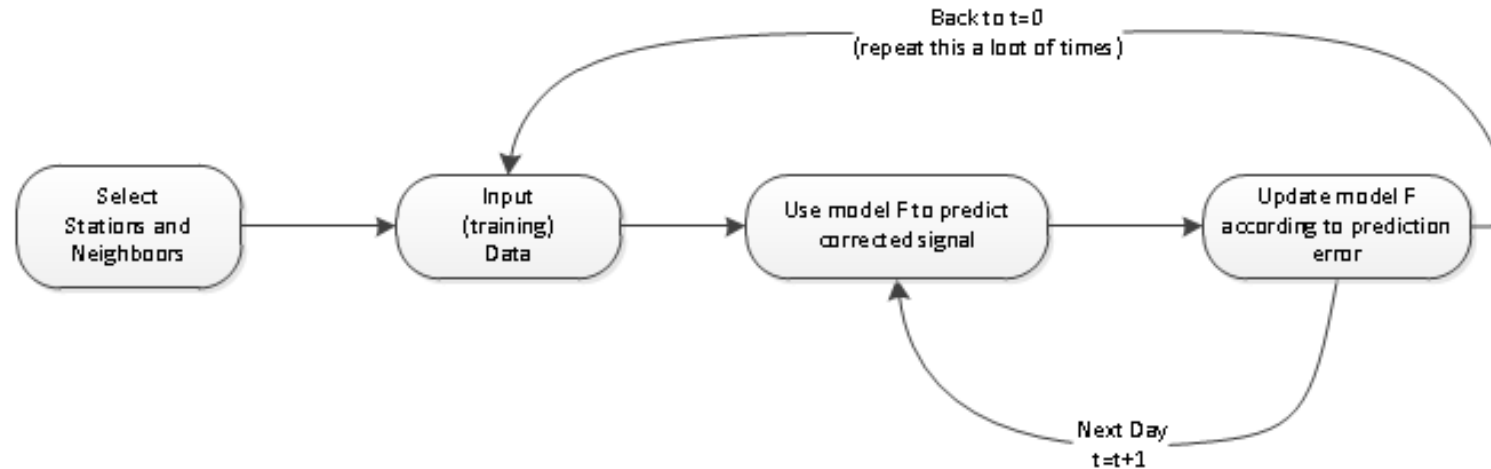 Back to t=0
(repeat this a loot of times)
Select
Stations and
Neighboors
Input
(training)
Data
Use model F to predict
corrected signal
Update model F
according to prediction
error
Next Day
t=t+1